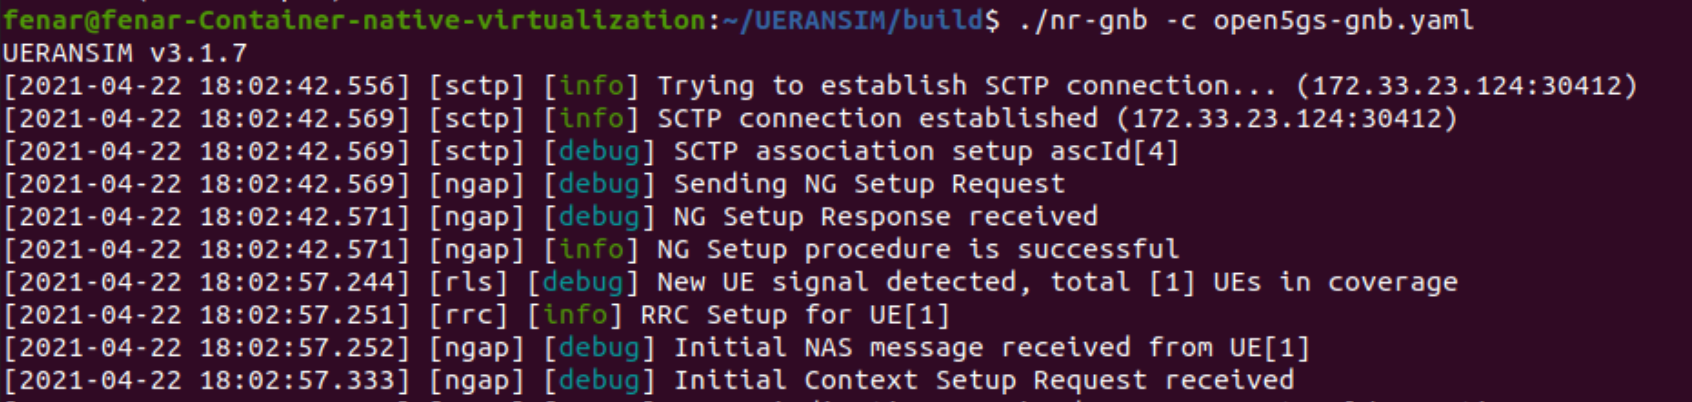 fenar@fenar-Container-native-virtualization:~/UERANSIM/build$ ./nr-gnb -c open5gs-gnb.yaml
UERANSIM v3.1.7
[2021-04-22 18:02:42.556] [sctp] [info] Trying to establish SCTP connection... (172.33.23.124:30412)
[2021-04-22 18:02:42.569] [sctp] [info] SCTP connection established (172.33.23.124:30412)
[2021-04-22 18:02:42.569] [sctp] [debug] SCTP association setup ascId[4]
[2021-04-22 18:02:42.569] [ngap] [debug] Sending NG Setup Request
[2021-04-22 18:02:42.571] [ngap] [debug] NG Setup Response received
[2021-04-22 18:02:42.571] [ngap] [info] NG Setup procedure is successful
[2021-04-22 18:02:57.244] [rls] [debug] New UE signal detected, total [1] UEs in coverage
[2021-04-22 18:02:57.251] [rrc] [info] RRC Setup for UE[1]
[2021-04-22 18:02:57.252] [ngap] [debug] Initial NAS message received from UE[1]
[2021-04-22 18:02:57.333] [ngap] [debug] Initial Context Setup Request received